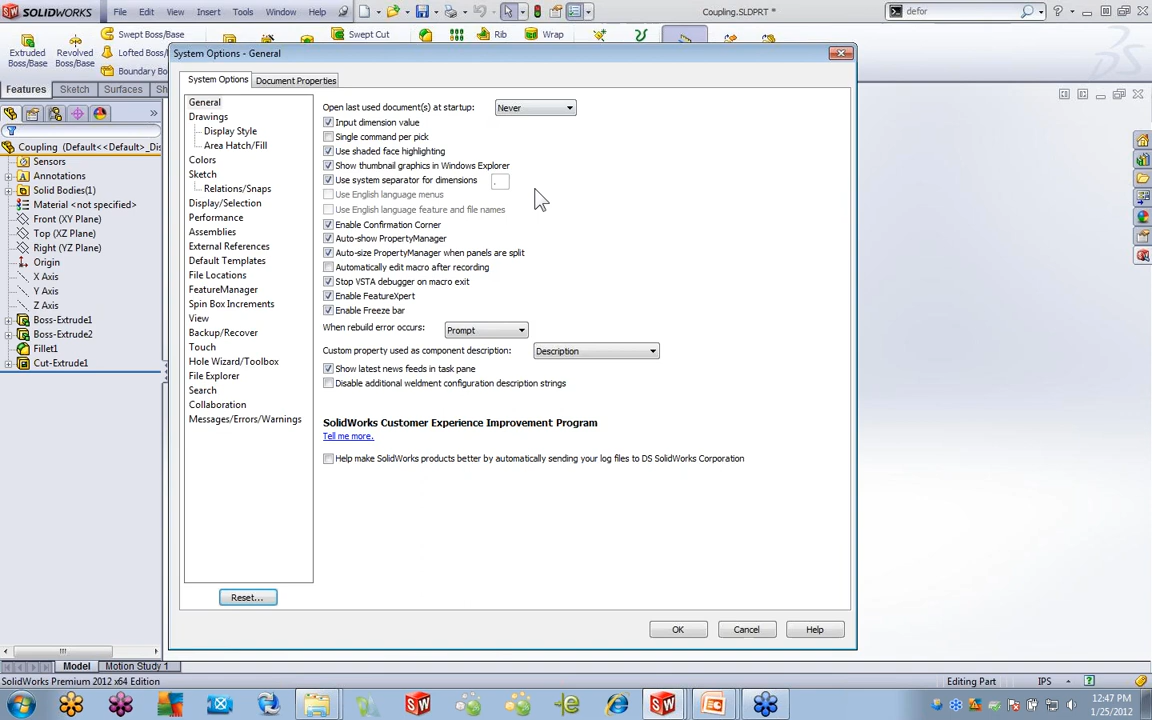 SOLIDWORKS File Edit View Insert Tools Window Help Coupling.SLDPRT * defor
Extruded Boss/Base
Revolved Boss/Base
Swept Boss/Base
Lofted Boss/Bas
Boundary Bo
Swept Cut
Rib
Wrap
Features Sketch Surfaces Sh
Coupling (Default<<Default>_Dis
Sensors
Annotations
Solid Bodies(1)
Material <not specified>
Front (XY Plane)
Top (XZ Plane)
Right (YZ Plane)
Origin
X Axis
Y Axis
Z Axis
Boss-Extrude1
Boss-Extrude2
Fillet1
Cut-Extrude1
System Options - General
System Options Document Properties
General
Drawings
Display Style
Area Hatch/Fill
Colors
Sketch
Relations/Snaps
Display/Selection
Performance
Assemblies
External References
Default Templates
File Locations
FeatureManager
Spin Box Increments
View
Backup/Recover
Touch
Hole Wizard/Toolbox
File Explorer
Search
Collaboration
Messages/Errors/Warnings
Reset...
Open last used document(s) at startup: Never
Input dimension value
Single command per pick
Use shaded face highlighting
Show thumbnail graphics in Windows Explorer
Use system separator for dimensions .
Use English language menus
Use English language feature and file names
Enable Confirmation Corner
Auto-show PropertyManager
Auto-size PropertyManager when panels are split
Automatically edit macro after recording
Stop VSTA debugger on macro exit
Enable FeatureXpert
Enable Freeze bar
When rebuild error occurs: Prompt
Custom property used as component description: Description
Show latest news feeds in task pane
Disable additional weldment configuration description strings
SolidWorks Customer Experience Improvement Program
Tell me more.
Help make SolidWorks products better by automatically sending your log files to DS SolidWorks Corporation
OK Cancel Help
Model Motion Study 1
SolidWorks Premium 2012 x64 Edition Editing Part IPS
12:47 PM
1/25/2012